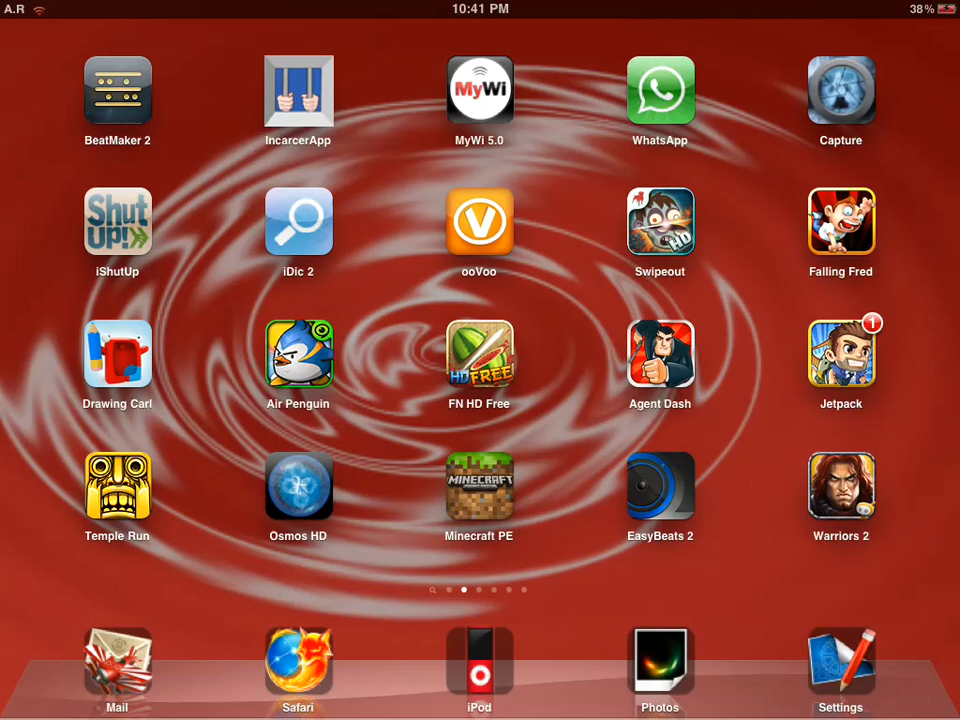 A.R 10:41 PM 38%
MyWi
BeatMaker 2 IncarcerApp MyWi 5.0 WhatsApp Capture
Shut
UP!
V
HD
iShutUp iDic 2 ooVoo Swipeout Falling Fred
1
HD FREE
Drawing Carl Air Penguin FN HD Free Agent Dash Jetpack
MINECRAFT
Temple Run Osmos HD Minecraft PE EasyBeats 2 Warriors 2
Mail Safari iPod Photos Settings